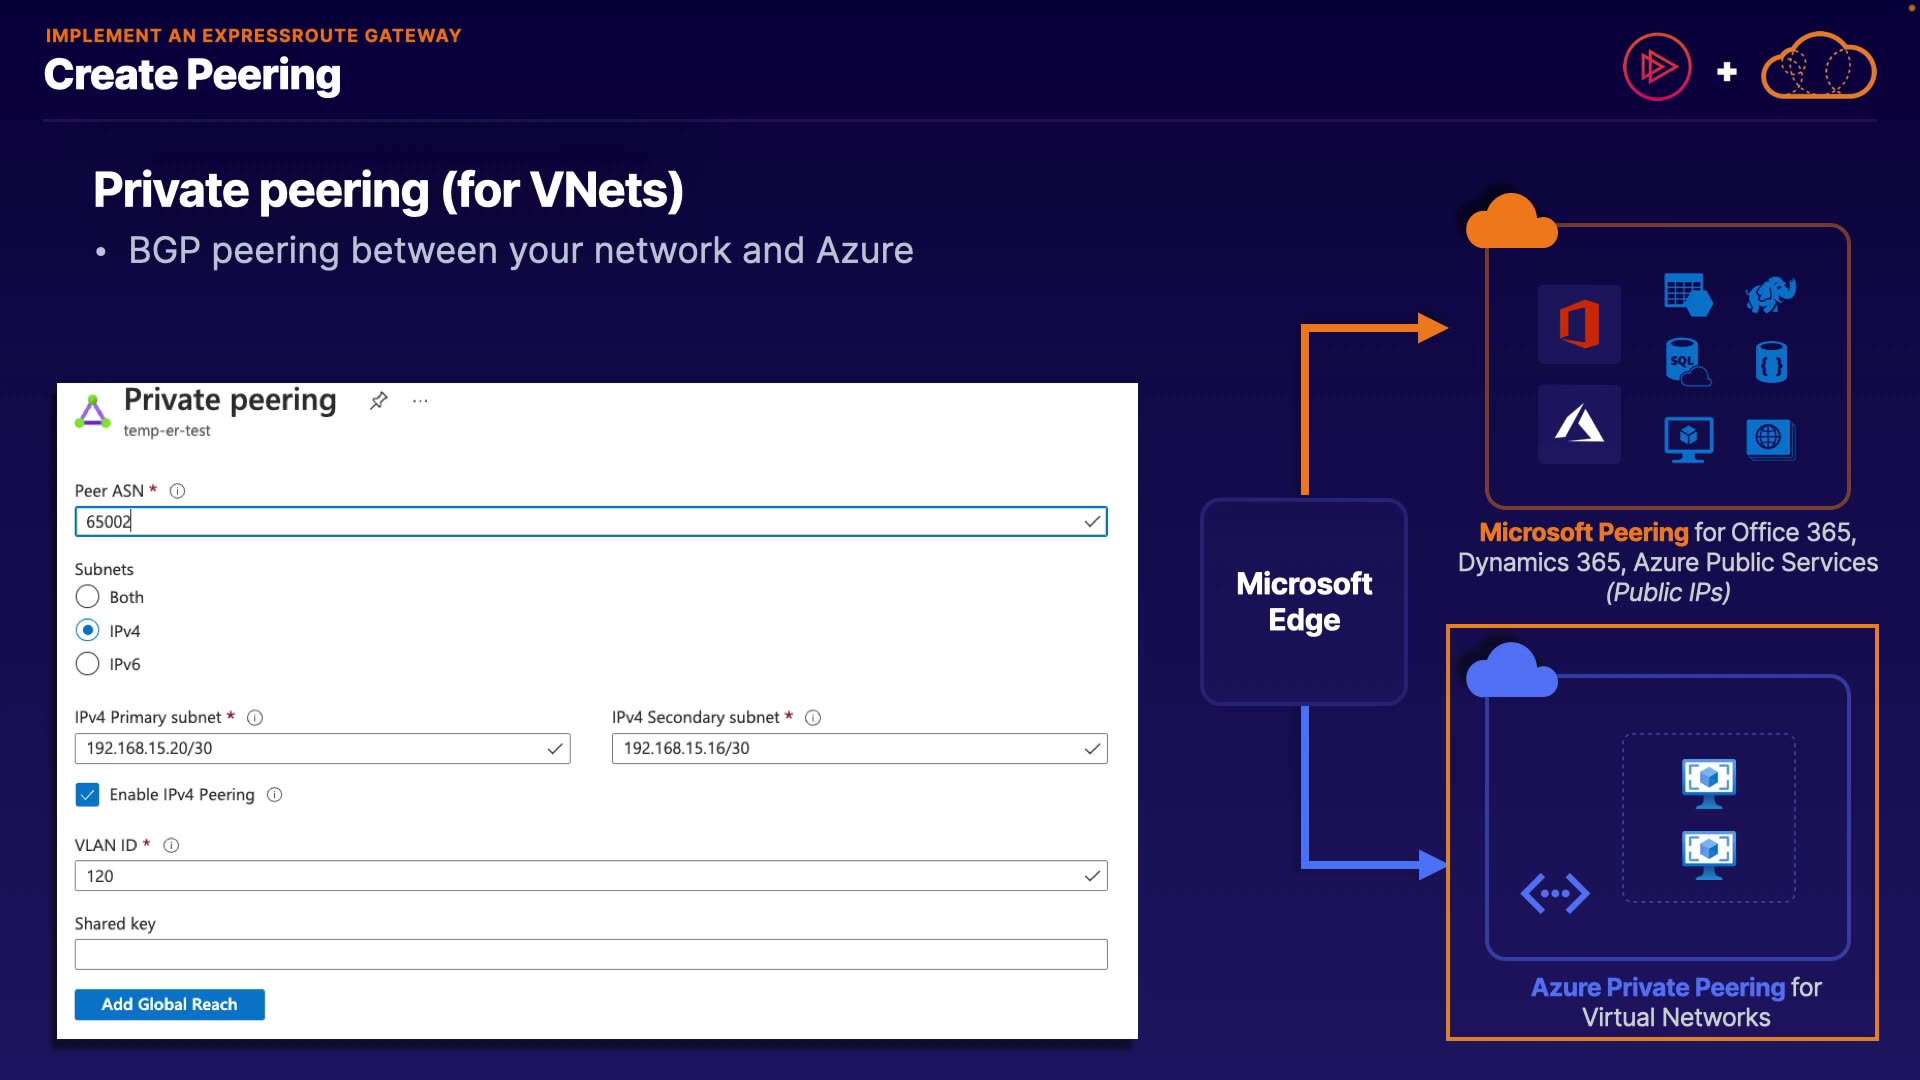 IMPLEMENT AN EXPRESSROUTE GATEWAY
Create Peering
+
Private peering (for VNets)
• BGP peering between your network and Azure
Private peering
...
temp-er-test
Peer ASN *
65002
Subnets
Both
IPv4
IPv6
IPv4 Primary subnet *
IPv4 Secondary subnet *
192.168.15.20/30
192.168.15.16/30
Enable IPv4 Peering
VLAN ID *
120
Shared key
Add Global Reach
Microsoft
Edge
SQL
{ }
Microsoft Peering for Office 365,
Dynamics 365, Azure Public Services
(Public IPs)
Azure Private Peering for
Virtual Networks